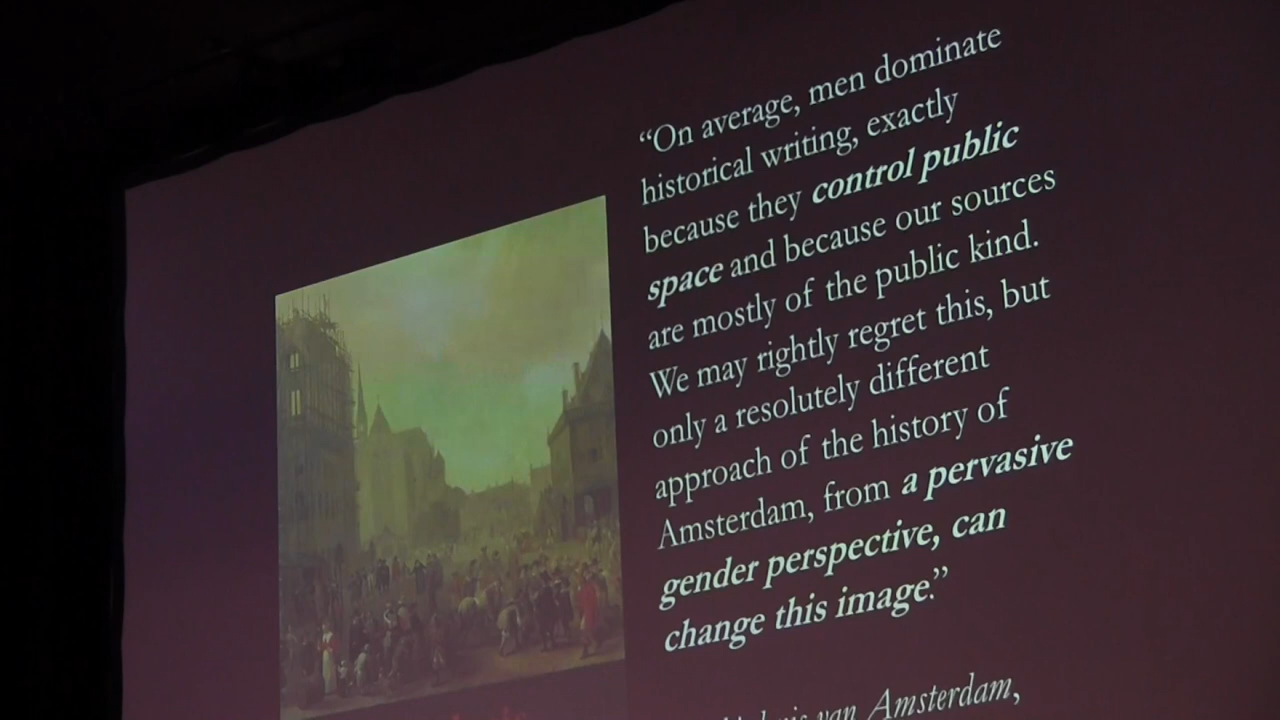 “On average, men dominate
historical writing, exactly
because they control public
space and because our sources
are mostly of the public kind.
We may rightly regret this, but
only a resolutely different
approach of the history of
Amsterdam, from a pervasive
gender perspective, can
change this image.”
van Amsterdam,